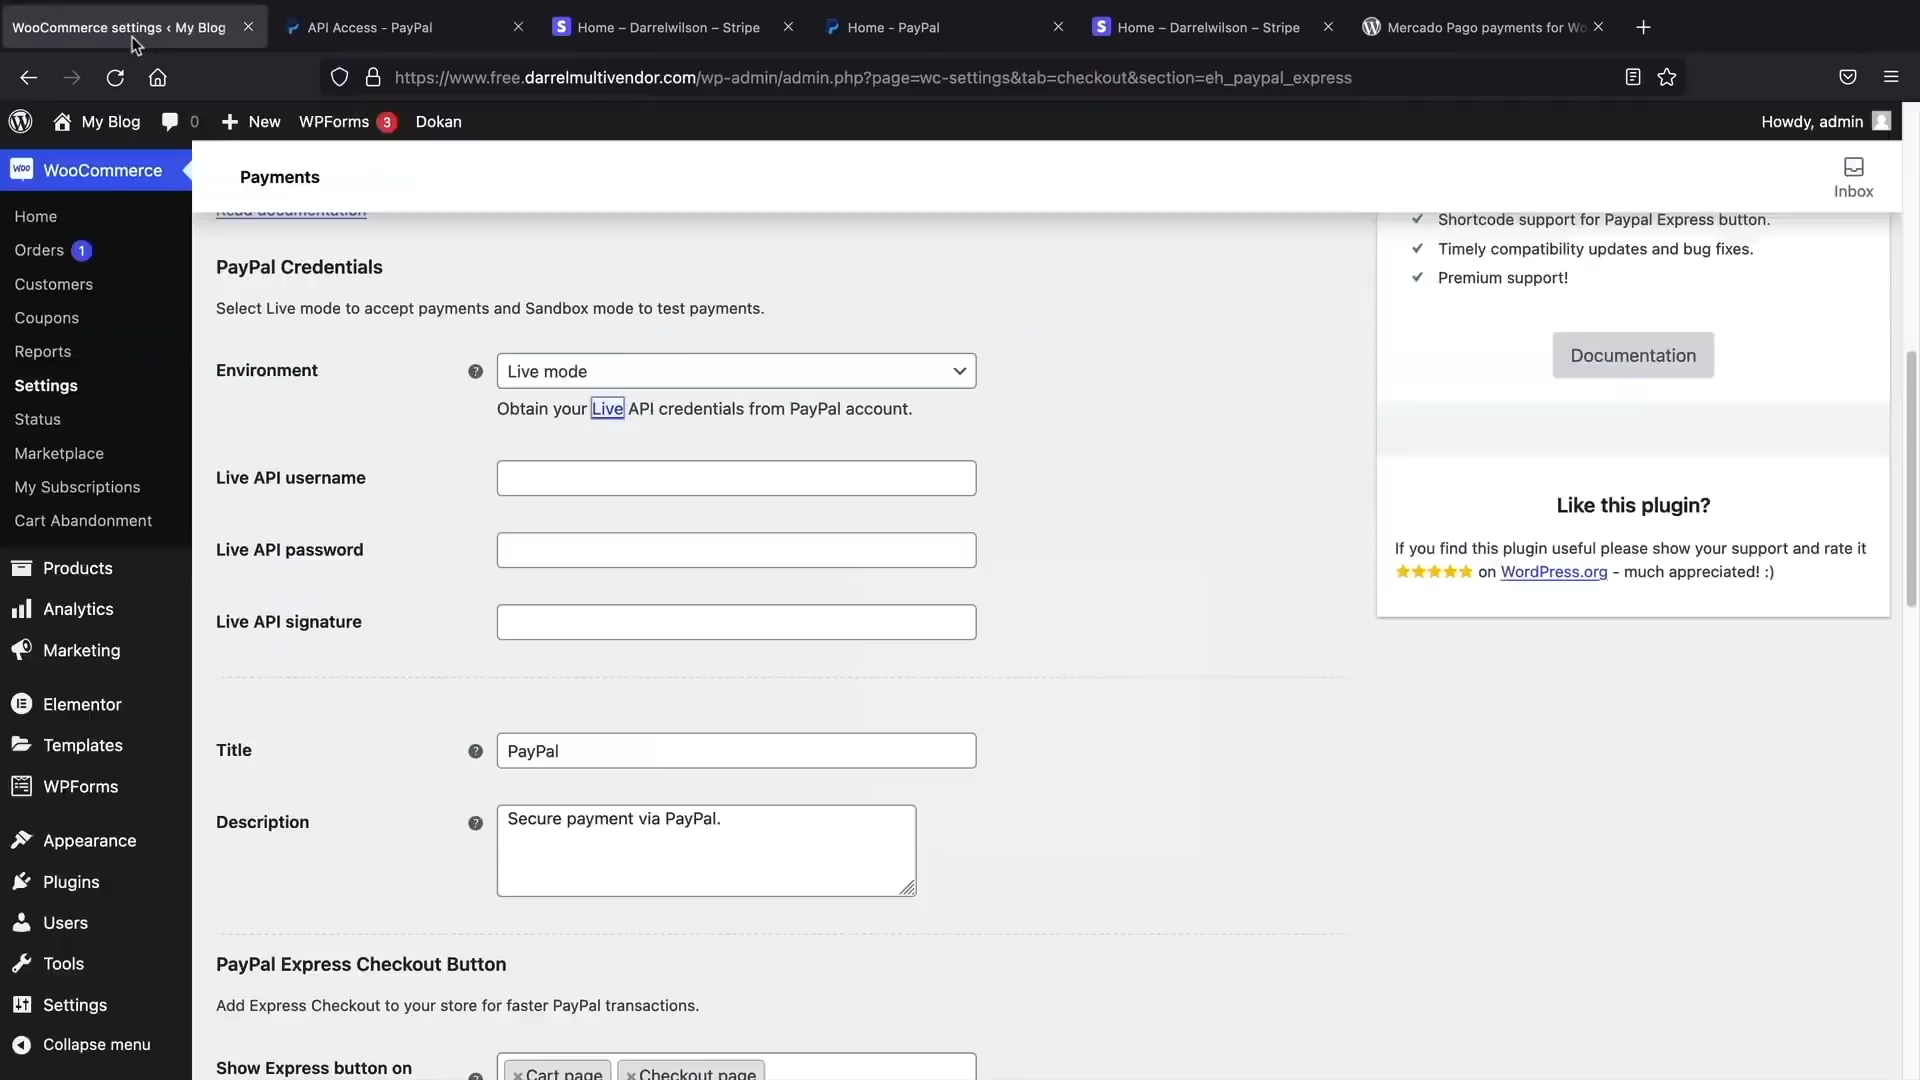 WooCommerce settings ‹ My Blog
API Access - PayPal
S Home – Darrelwilson – Stripe
Home - PayPal
S Home – Darrelwilson – Stripe
Mercado Pago payments for Wo
https://www.free.darrelmultivendor.com/wp-admin/admin.php?page=wc-settings&tab=checkout&section=eh_paypal_express
My Blog 0 New WPForms 3 Dokan
Howdy, admin
Woo WooCommerce
Home
Orders 1
Customers
Coupons
Reports
Settings
Status
Marketplace
My Subscriptions
Cart Abandonment
Products
Analytics
Marketing
Elementor
Templates
WPForms
Appearance
Plugins
Users
Tools
Settings
Collapse menu
Payments
Inbox
Read documentation
PayPal Credentials
Select Live mode to accept payments and Sandbox mode to test payments.
Environment ? Live mode
Obtain your Live API credentials from PayPal account.
Live API username
Live API password
Live API signature
Title ? PayPal
Description ? Secure payment via PayPal.
PayPal Express Checkout Button
Add Express Checkout to your store for faster PayPal transactions.
Show Express button on ? ×Cart page ×Checkout page
Shortcode support for Paypal Express button.
Timely compatibility updates and bug fixes.
Premium support!
Documentation
Like this plugin?
If you find this plugin useful please show your support and rate it
★★★★★ on WordPress.org - much appreciated! :)